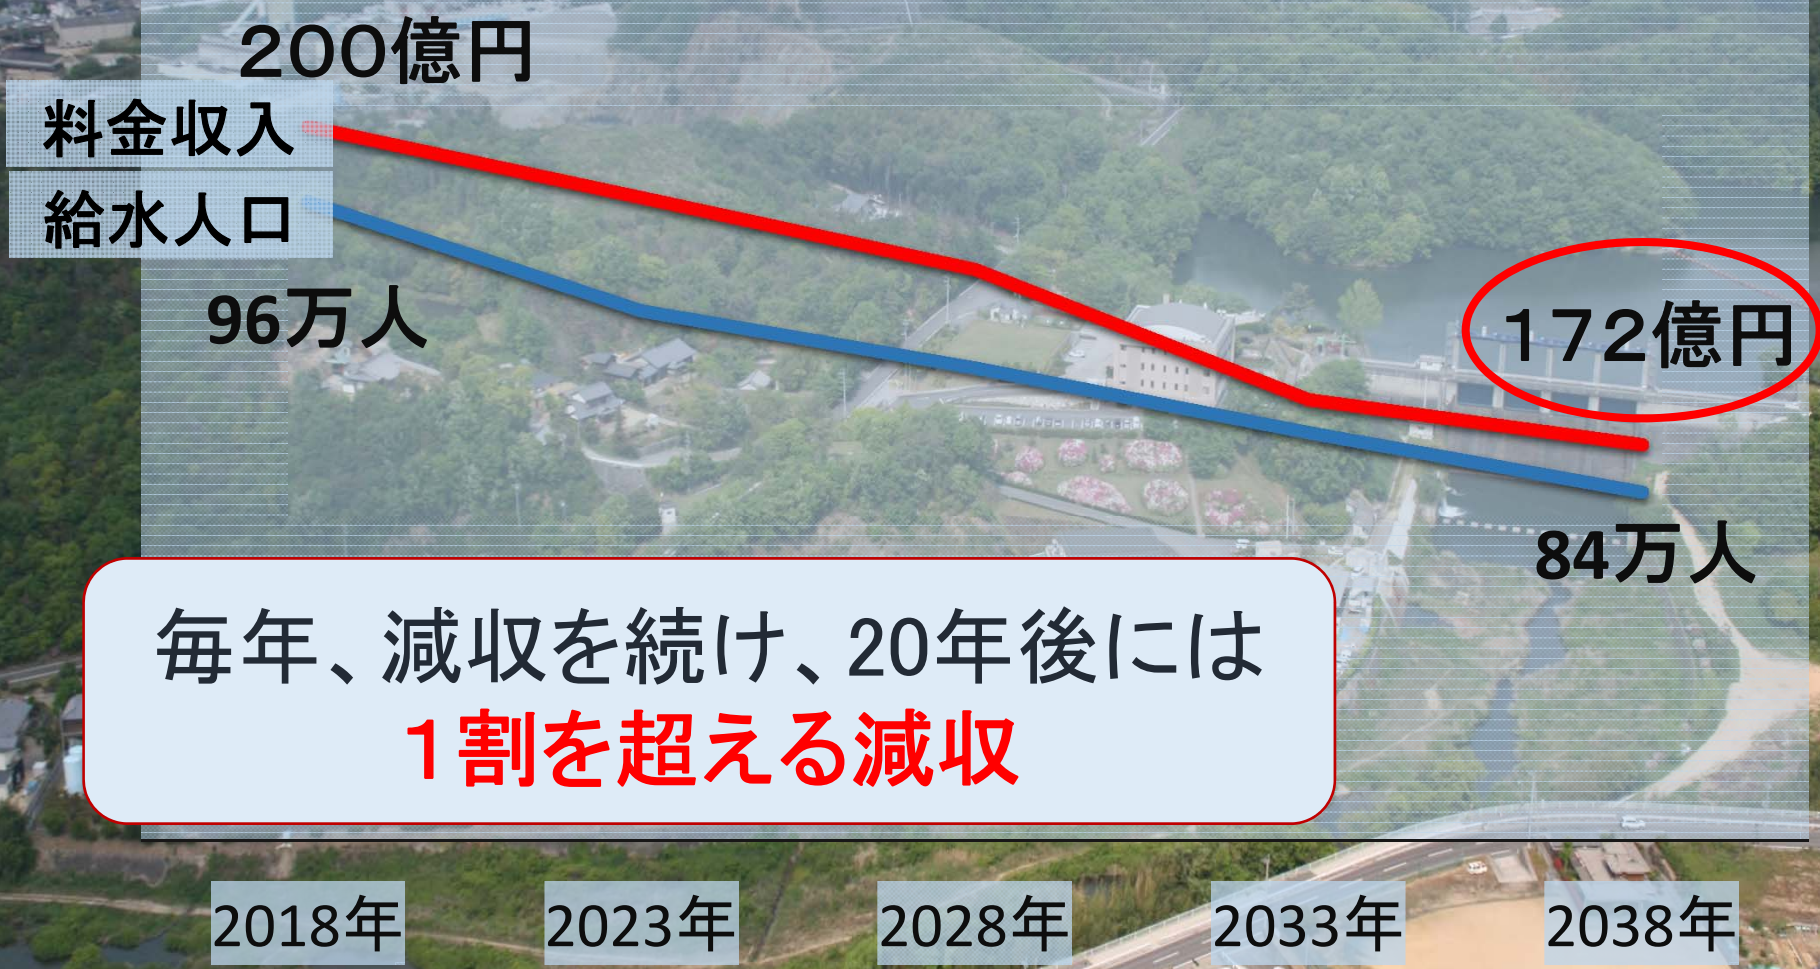 ２００億円
料金収入
給水人口
96万人
１７２億円
84万人
毎年、減収を続け、20年後には
１割を超える減収
2018年 2023年 2028年 2033年 2038年